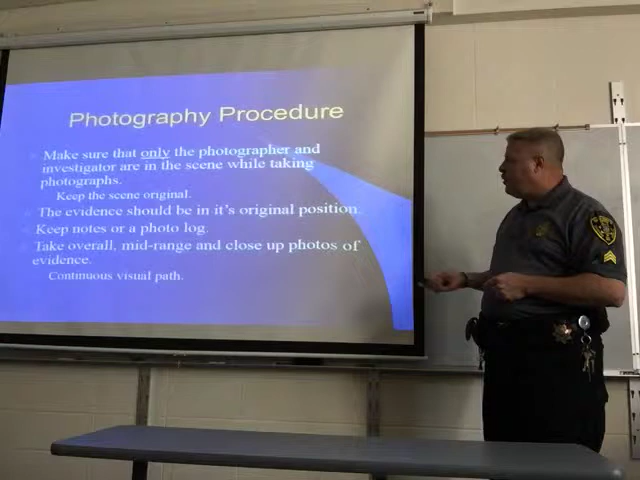 Photography Procedure
Make sure that only the photographer and
investigator are in the scene while taking
photographs.
Keep the scene original.
The evidence should be in it's original position.
Keep notes or a photo log.
Take overall, mid-range and close up photos of
evidence.
Continuous visual path.